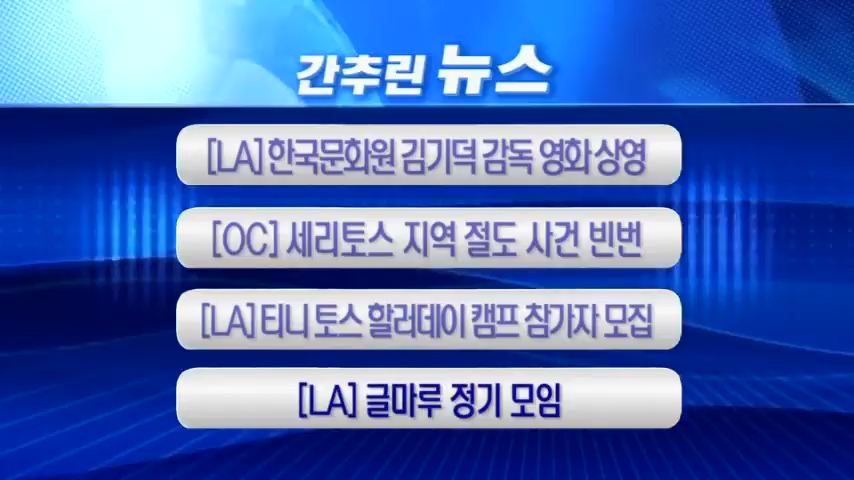 간추린 뉴스
[LA] 한국문화원 김기덕 감독 영화 상영
[OC] 세리토스 지역 절도 사건 빈번
[LA] 티니 토스 할러데이 캠프 참가자 모집
[LA] 글마루 정기 모임